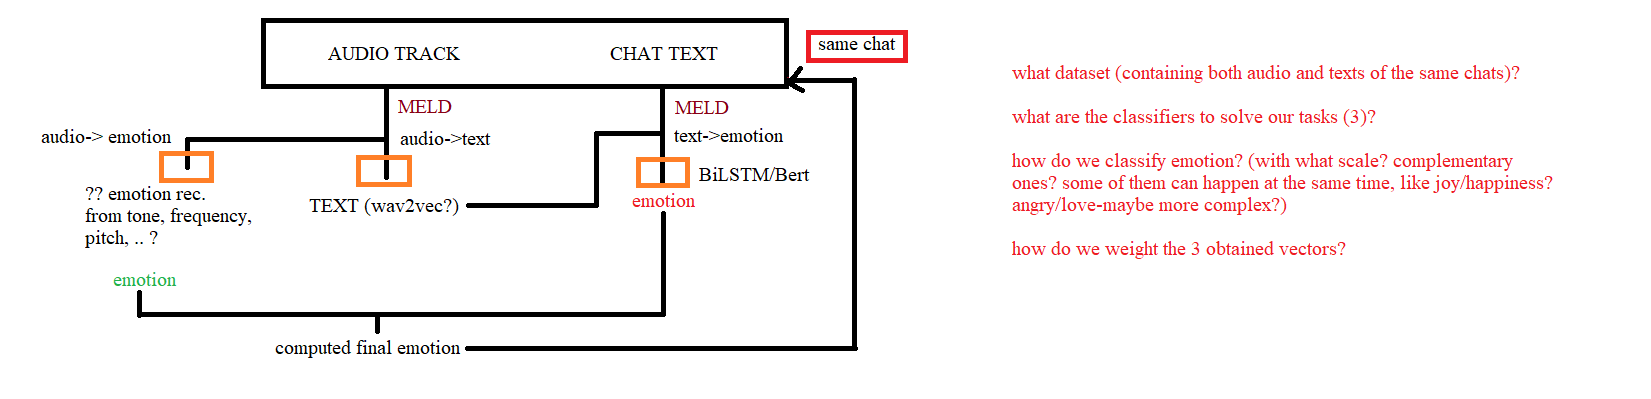 AUDIO TRACK
CHAT TEXT
same chat
MELD
MELD
audio-> emotion
audio->text
text->emotion
?? emotion rec.
from tone, frequency,
pitch, .. ?
TEXT (wav2vec?)
BiLSTM/Bert
emotion
emotion
computed final emotion
what dataset (containing both audio and texts of the same chats)?
what are the classifiers to solve our tasks (3)?
how do we classify emotion? (with what scale? complementary
ones? some of them can happen at the same time, like joy/happiness?
angry/love-maybe more complex?)
how do we weight the 3 obtained vectors?